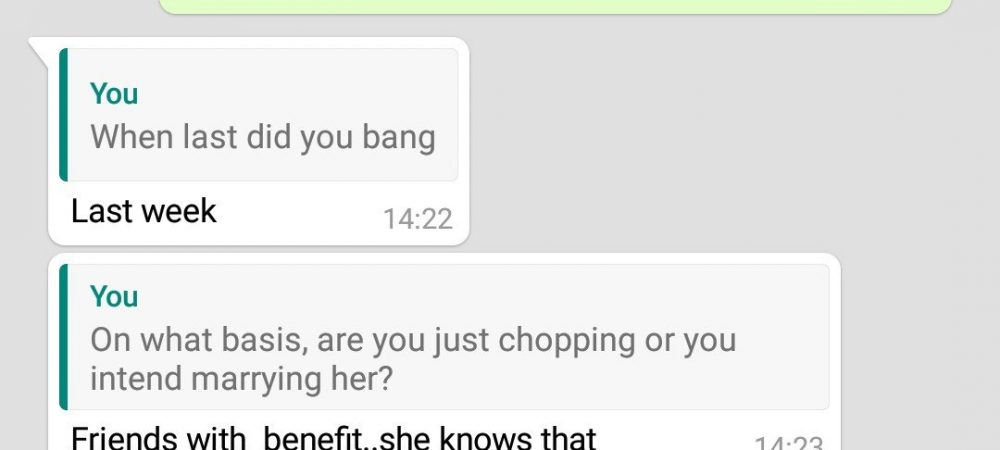 You
When last did you bang
Last week
14:22
You
On what basis, are you just chopping or you
intend marrying her?
Friends with benefit..she knows that
14:23